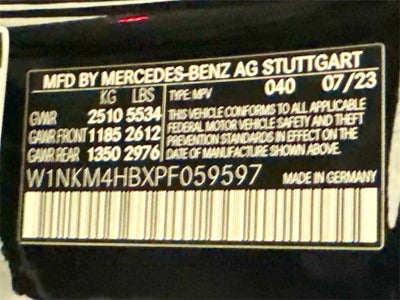 MFD BY MERCEDES-BENZ AG STUTTGART
KG LBS TYPE: MPV 040 07/23
GVWR 2510 5534
GAWR FRONT 1185 2612
GAWR REAR 1350 2976
THIS VEHICLE CONFORMS TO ALL APPLICABLE
FEDERAL MOTOR VEHICLE SAFETY AND THEFT
PREVENTION STANDARDS IN EFFECT ON THE
DATE OF MANUFACTURE SHOWN ABOVE.
W1NKM4HBXPF059597 MADE IN GERMANY